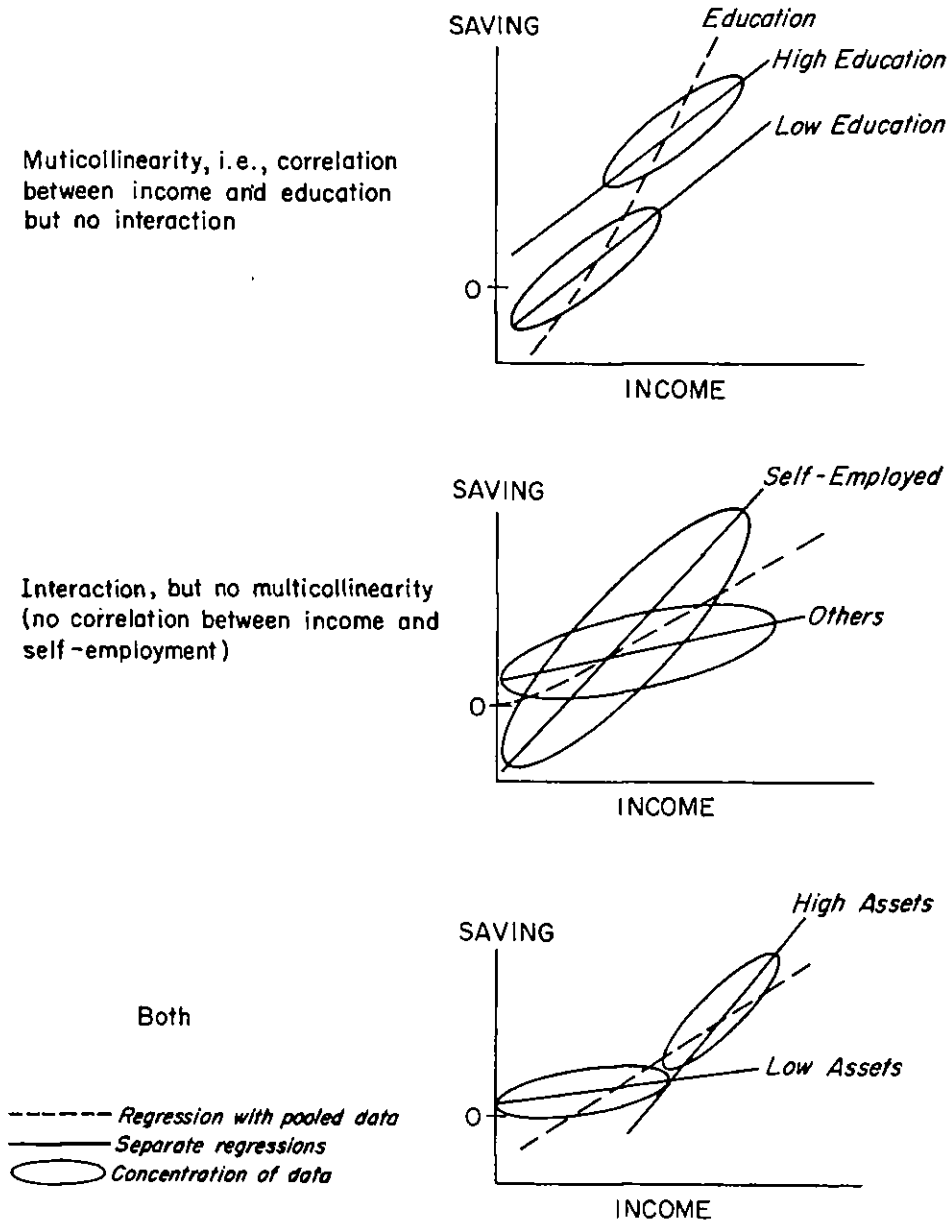 SAVING
Education
High Education
Low Education
Muticollinearity, i.e., correlation
between income and education
but no interaction
0
INCOME
SAVING
Self-Employed
Interaction, but no multicollinearity
(no correlation between income and
self-employment)
Others
0
INCOME
High Assets
SAVING
Both
Low Assets
0
Regression with pooled data
Separate regressions
Concentration of data
INCOME